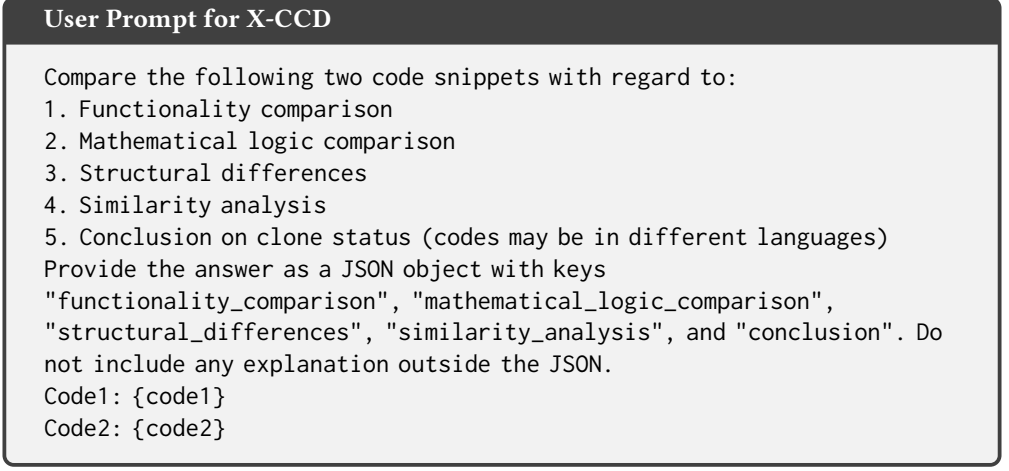 User Prompt for X-CCD
Compare the following two code snippets with regard to:
1. Functionality comparison
2. Mathematical logic comparison
3. Structural differences
4. Similarity analysis
5. Conclusion on clone status (codes may be in different languages)
Provide the answer as a JSON object with keys
"functionality_comparison", "mathematical_logic_comparison",
"structural_differences", "similarity_analysis", and "conclusion". Do
not include any explanation outside the JSON.
Code1: {code1}
Code2: {code2}